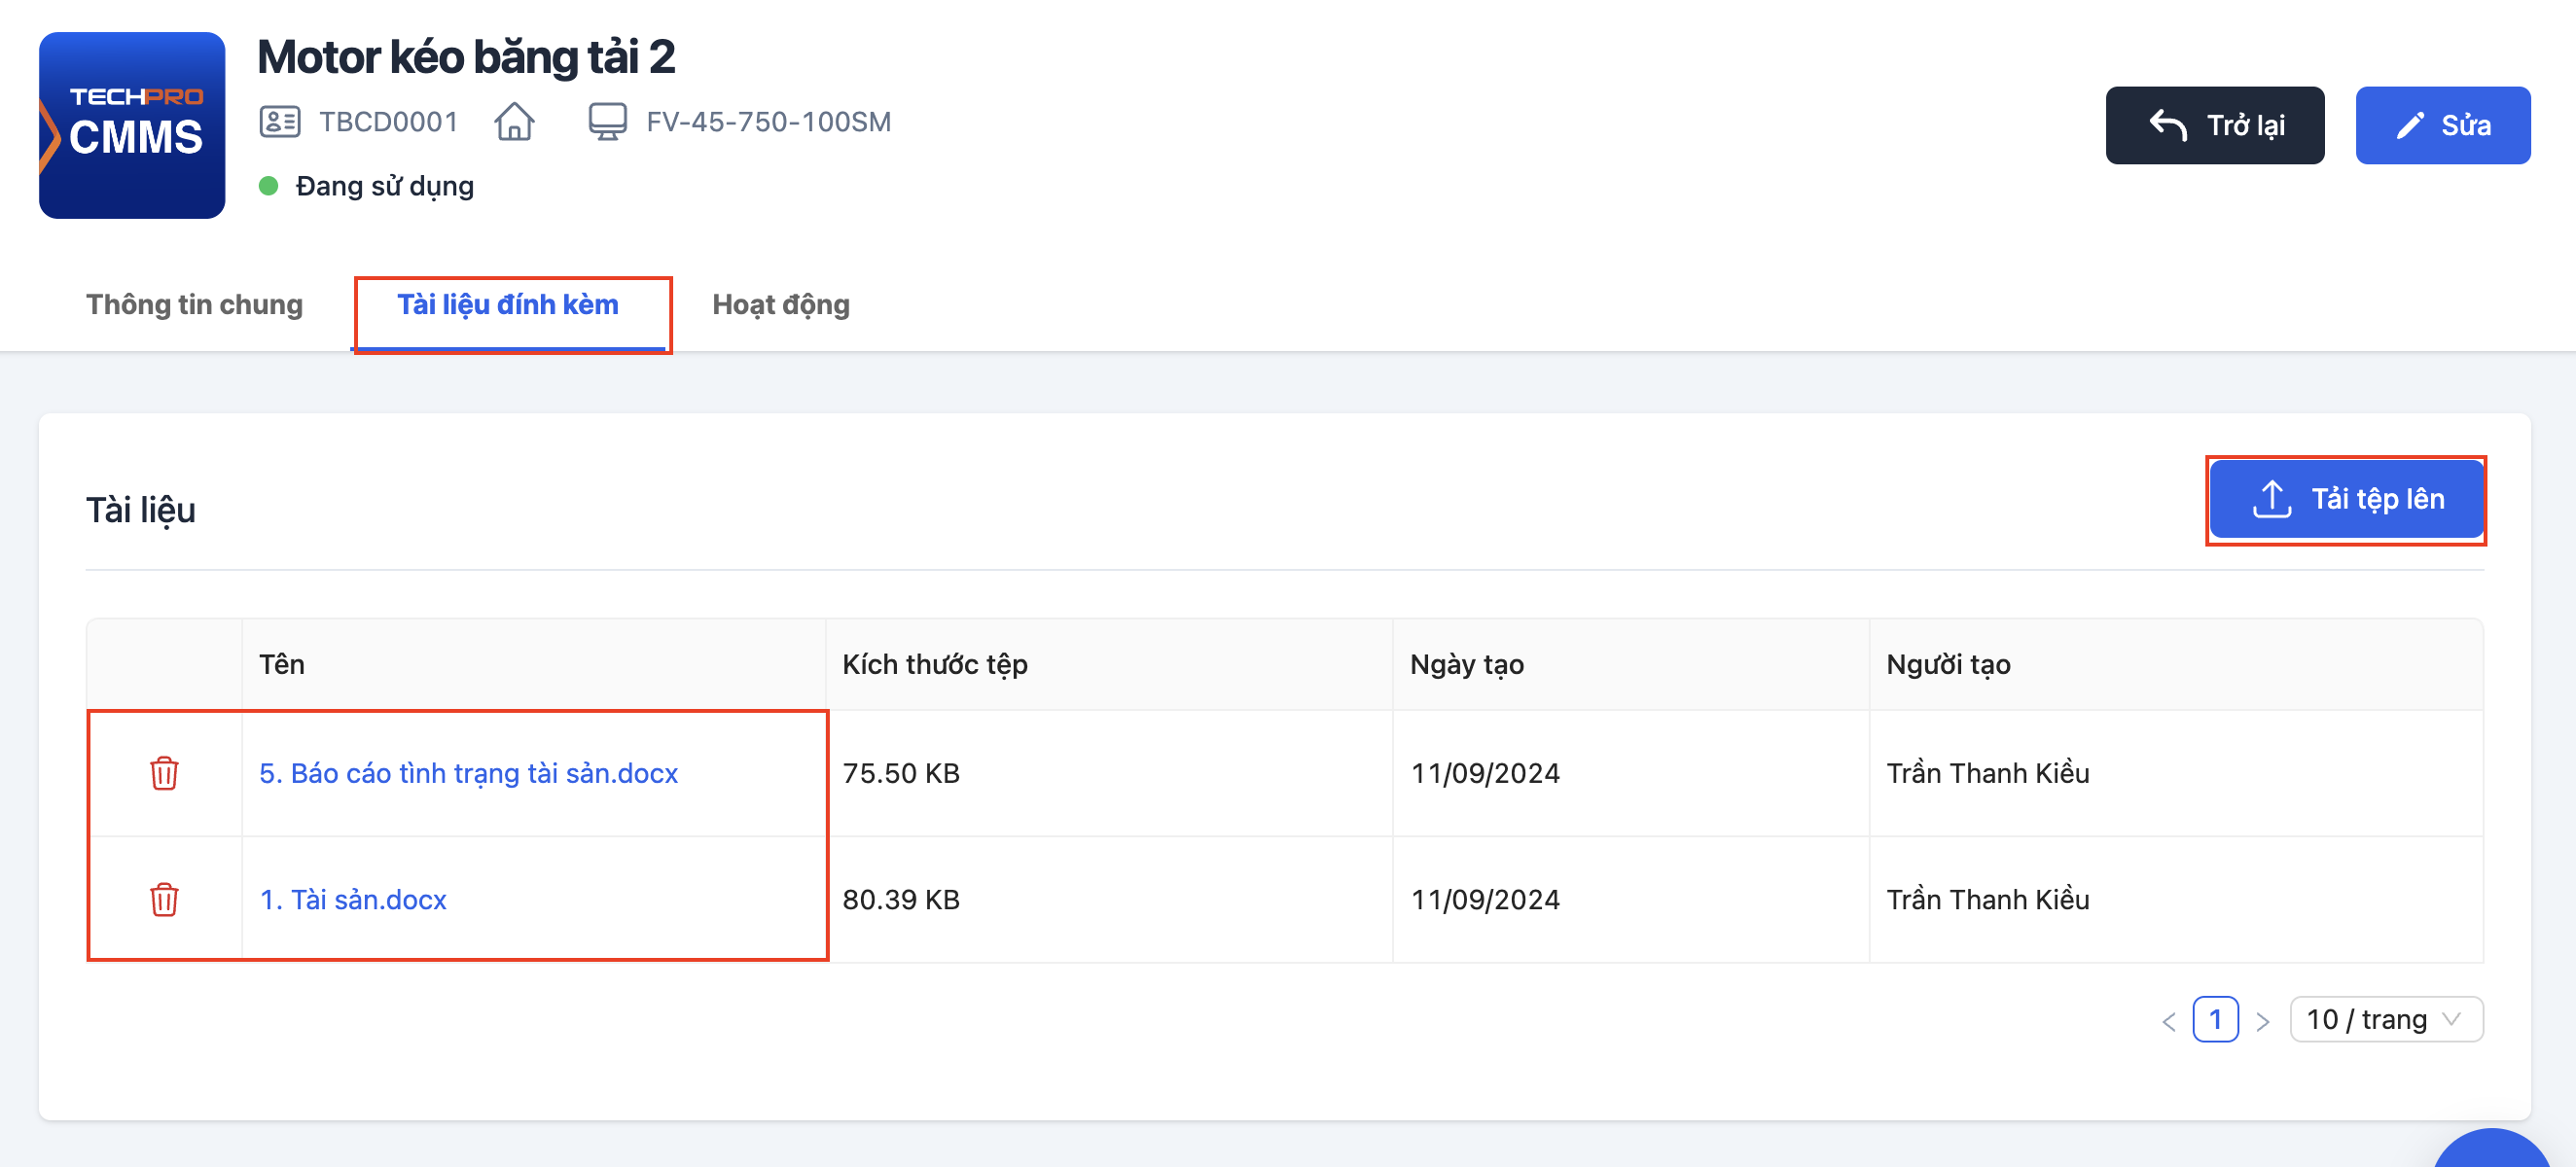 TECHPRO
CMMS
Motor kéo băng tải 2
TBCD0001 FV-45-750-100SM
Đang sử dụng
Trở lại Sửa
Thông tin chung Tài liệu đính kèm Hoạt động
Tài liệu
Tải tệp lên
Tên Kích thước tệp Ngày tạo Người tạo
5. Báo cáo tình trạng tài sản.docx 75.50 KB 11/09/2024 Trần Thanh Kiều
1. Tài sản.docx 80.39 KB 11/09/2024 Trần Thanh Kiều
< 1 > 10 / trang